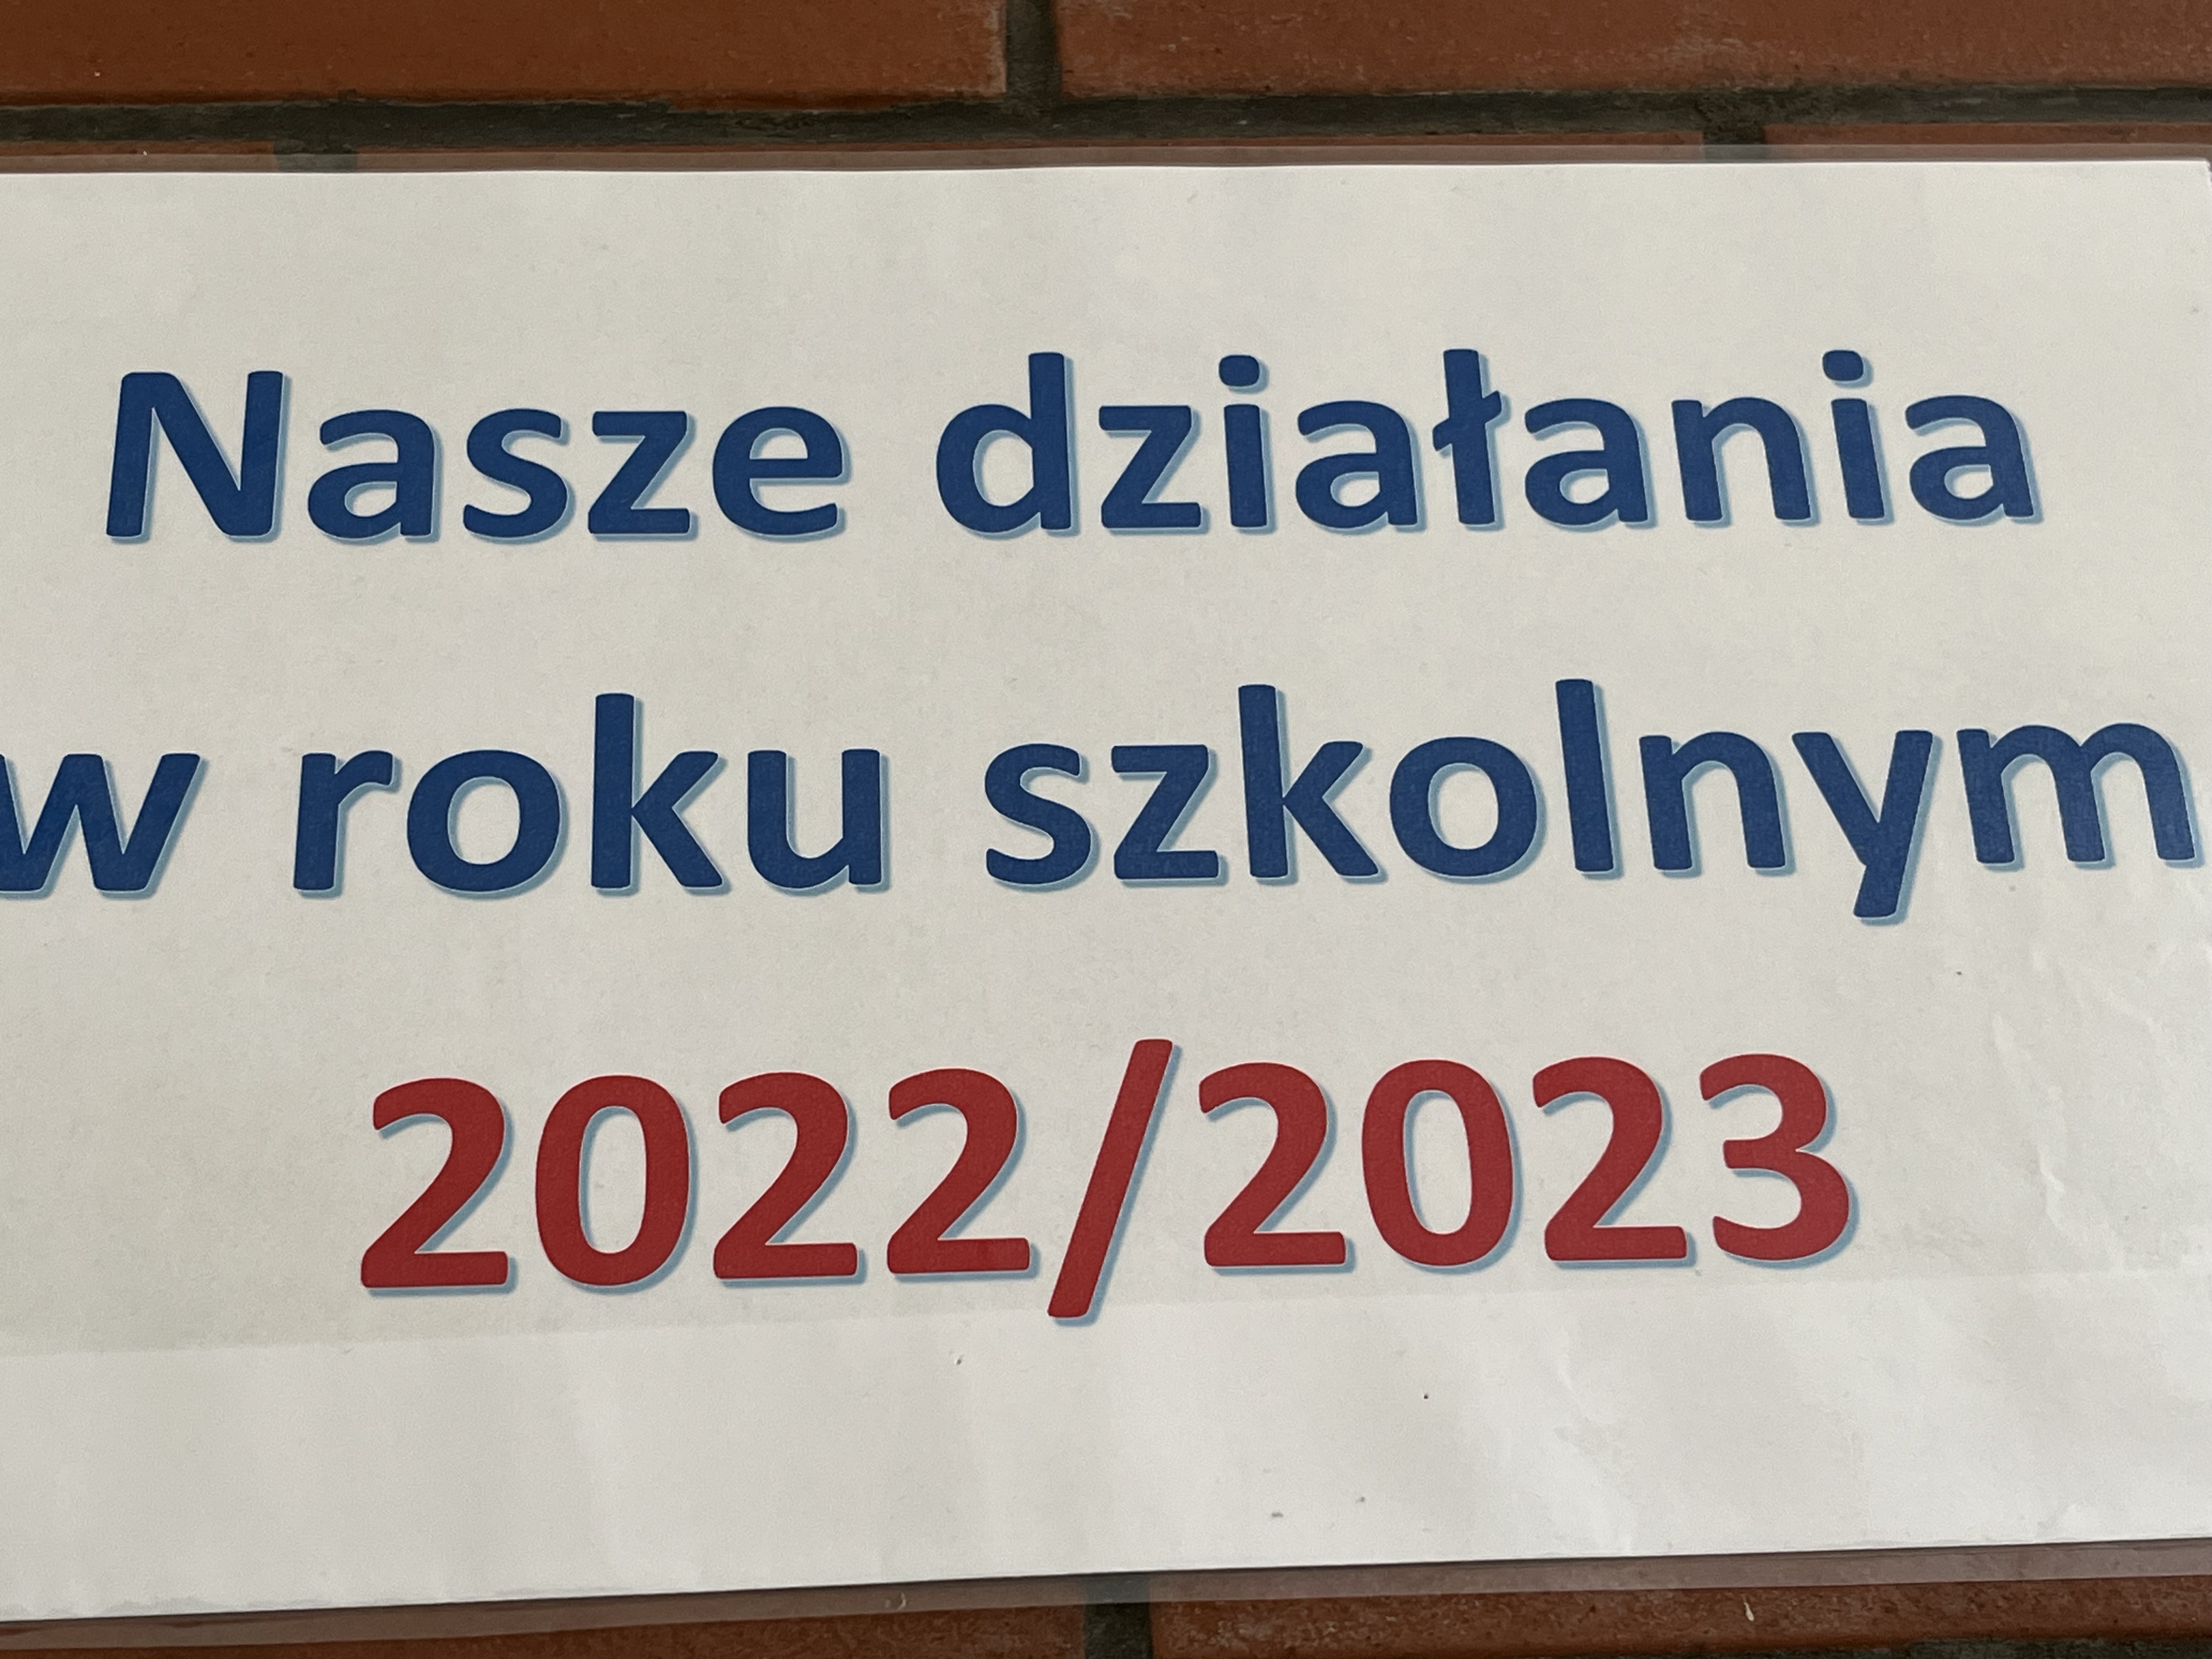 Nasze działania
w roku szkolnym
2022/2023